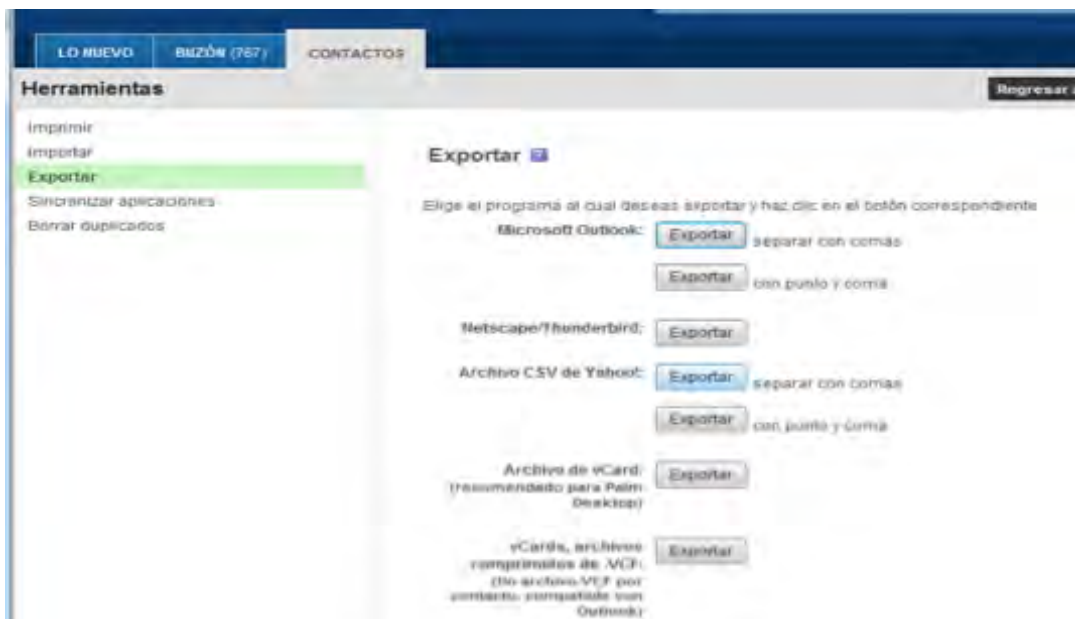 LO NUEVO
BUZÓN (767)
CONTACTOS
Herramientas
Regresar
Imprimir
Importar
Exportar
Sincronizar aplicaciones
Borrar duplicados
Exportar
Elige el programa al cual deseas exportar y haz clic en el botón correspondiente
Microsoft Outlook: Exportar separar con comas
Exportar con punto y coma
Netscape/Thunderbird: Exportar
Archivo CSV de Yahoo!: Exportar separar con comas
Exportar con punto y coma
Archivo de vCard: Exportar
(recomendado para Palm
Desktop)
vCards, archivos Exportar
comprimidos de .VCF:
(Un archivo VCF por
contacto, compatible con
Outlook)